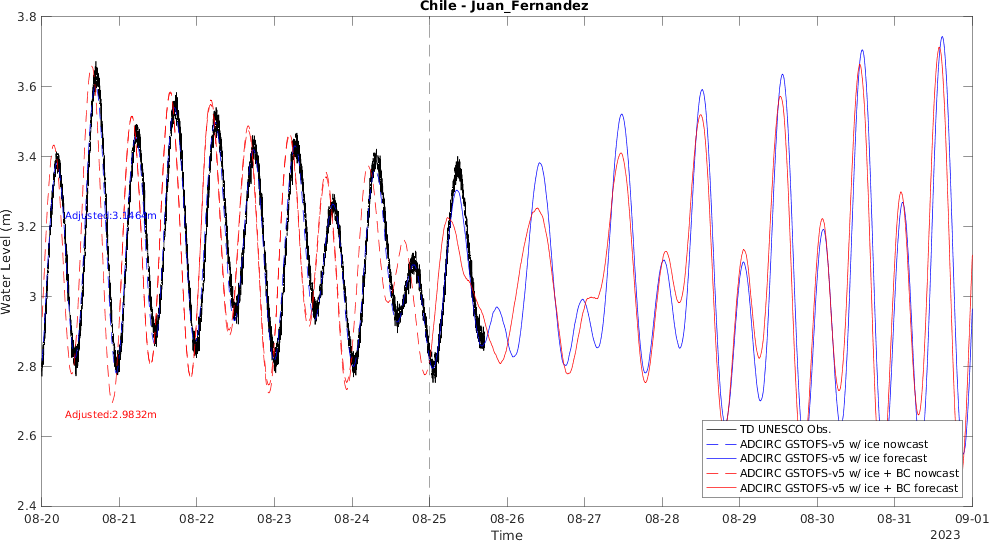 Chile - Juan_Fernandez
3.8
3.6
3.4
3.2
3
2.8
2.6
2.4
Water Level (m)
Adjusted:3.1464m
Adjusted:2.9832m
TD UNESCO Obs.
ADCIRC GSTOFS-v5 w/ ice nowcast
ADCIRC GSTOFS-v5 w/ ice forecast
ADCIRC GSTOFS-v5 w/ ice + BC nowcast
ADCIRC GSTOFS-v5 w/ ice + BC forecast
08-20 08-21 08-22 08-23 08-24 08-25 08-26 08-27 08-28 08-29 08-30 08-31 09-01
Time
2023